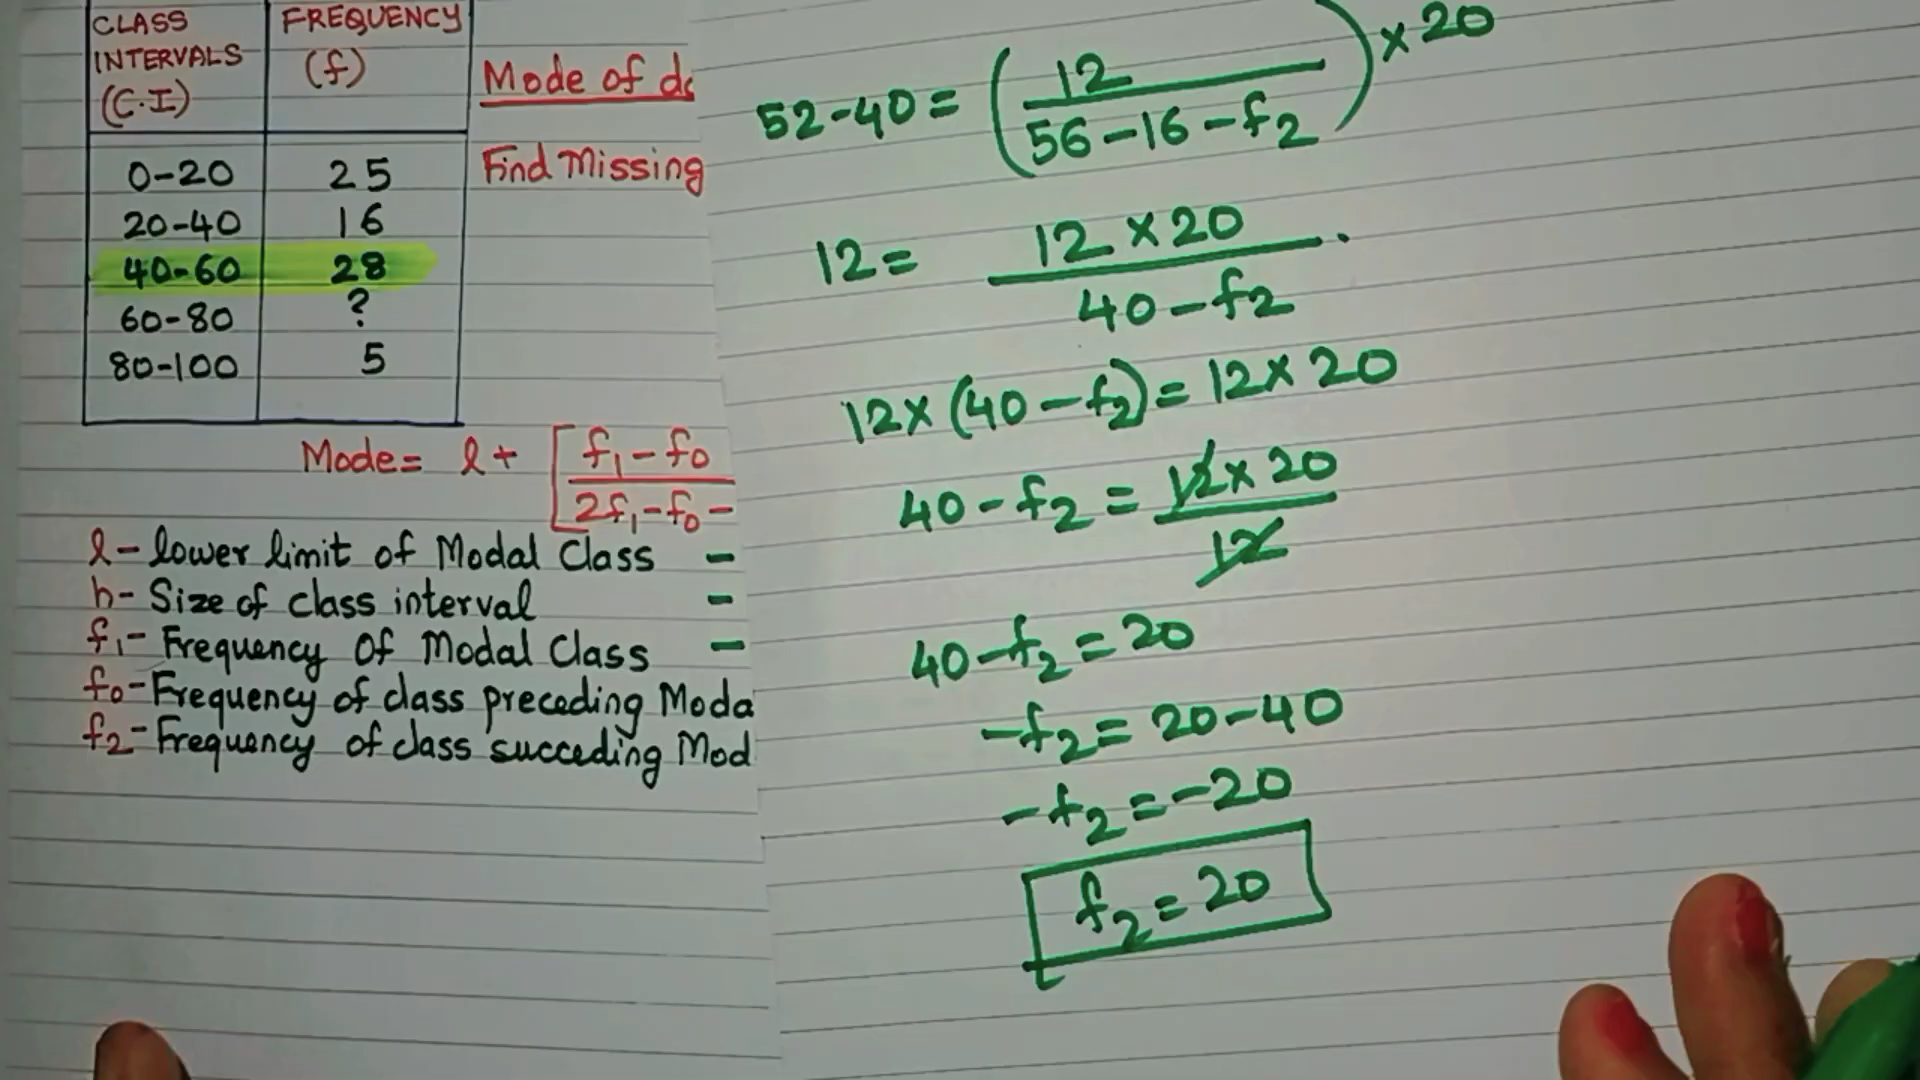 CLASS INTERVALS (C.I) FREQUENCY (f)
0-20 25
20-40 16
40-60 28
60-80 ?
80-100 5
Mode of
Find Missing
Mode = l + [f1 - f0
2f1 - f0 -
l - lower limit of Modal Class -
h - Size of class interval -
f1 - Frequency Of Modal Class -
f0 - Frequency of class preceding Moda
f2 - Frequency of class succeding Mod
52-40 = (12 / 56-16-f2) × 20
12 = 12 × 20 / 40-f2
12 × (40-f2) = 12 × 20
40-f2 = 12 × 20 / 12
40-f2 = 20
-f2 = 20-40
-f2 = -20
f2 = 20